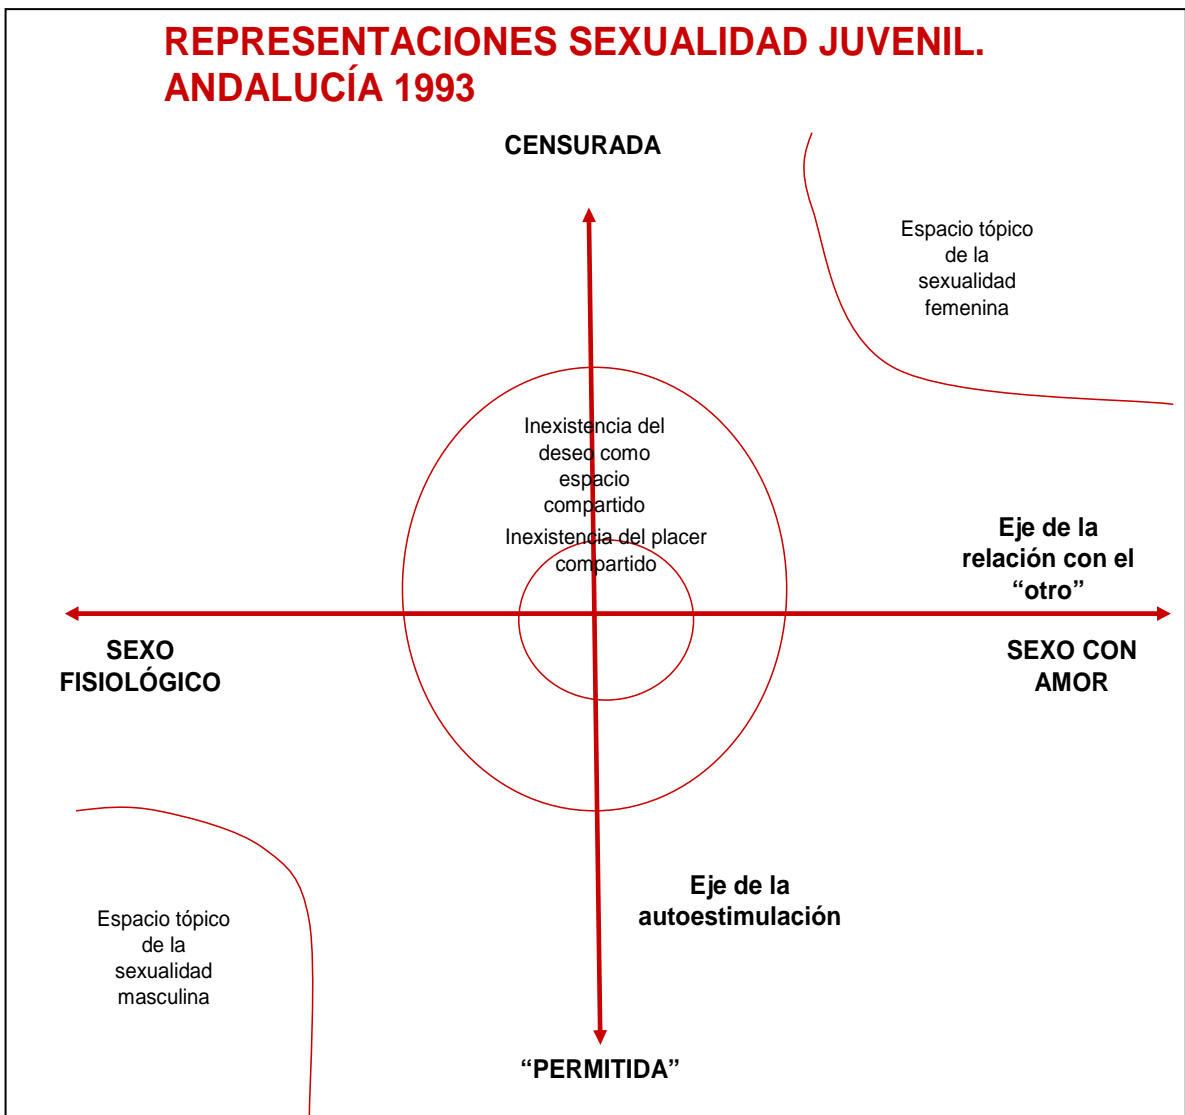 REPRESENTACIONES SEXUALIDAD JUVENIL.
ANDALUCÍA 1993
CENSURADA
Espacio tópico
de la
sexualidad
femenina
Inexistencia del
deseo como
espacio
compartido
Inexistencia del placer
compartido
Eje de la
relación con el
“otro”
SEXO
FISIOLÓGICO
SEXO CON
AMOR
Eje de la
autoestimulación
Espacio tópico
de la
sexualidad
masculina
“PERMITIDA”